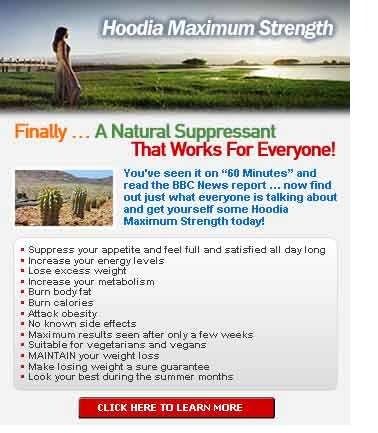 Hoodia Maximum Strength
Finally ... A Natural Suppressant
That Works For Everyone!
You've seen it on “60 Minutes” and
read the BBC News report ... now find
out just what everyone is talking about
and get yourself some Hoodia
Maximum Strength today!
Suppress your appetite and feel full and satisfied all day long
Increase your energy levels
Lose excess weight
Increase your metabolism
Burn body fat
Burn calories
Attack obesity
No known side effects
Maximum results seen after only a few weeks
Suitable for vegetarians and vegans
MAINTAIN your weight loss
Make losing weight a sure guarantee
Look your best during the summer months
CLICK HERE TO LEARN MORE